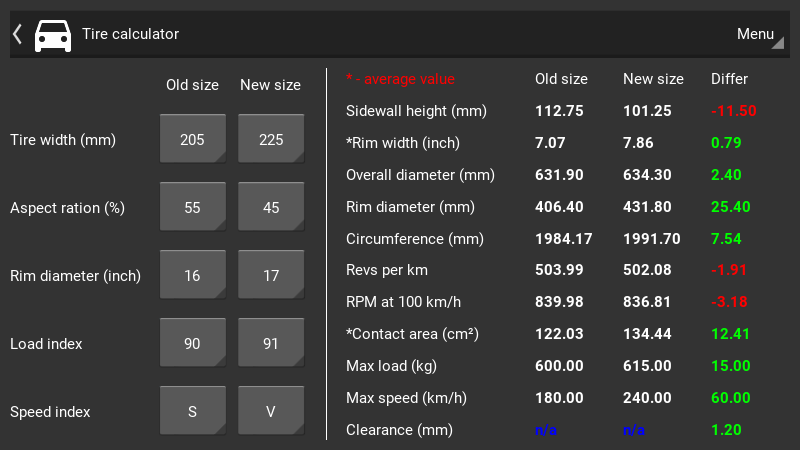 Tire calculator
Menu
Old size New size
Tire width (mm) 205 225
Aspect ration (%) 55 45
Rim diameter (inch) 16 17
Load index 90 91
Speed index S V
* - average value Old size New size Differ
Sidewall height (mm) 112.75 101.25 -11.50
*Rim width (inch) 7.07 7.86 0.79
Overall diameter (mm) 631.90 634.30 2.40
Rim diameter (mm) 406.40 431.80 25.40
Circumference (mm) 1984.17 1991.70 7.54
Revs per km 503.99 502.08 -1.91
RPM at 100 km/h 839.98 836.81 -3.18
*Contact area (cm²) 122.03 134.44 12.41
Max load (kg) 600.00 615.00 15.00
Max speed (km/h) 180.00 240.00 60.00
Clearance (mm) n/a n/a 1.20